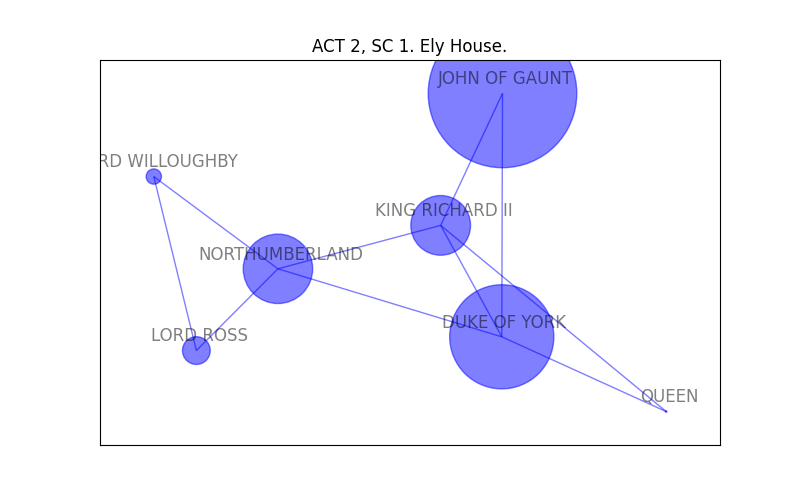 ACT 2, SC 1. Ely House.
JOHN OF GAUNT
RD WILLOUGHBY
KING RICHARD II
NORTHUMBERLAND
DUKE OF YORK
LORD ROSS
QUEEN